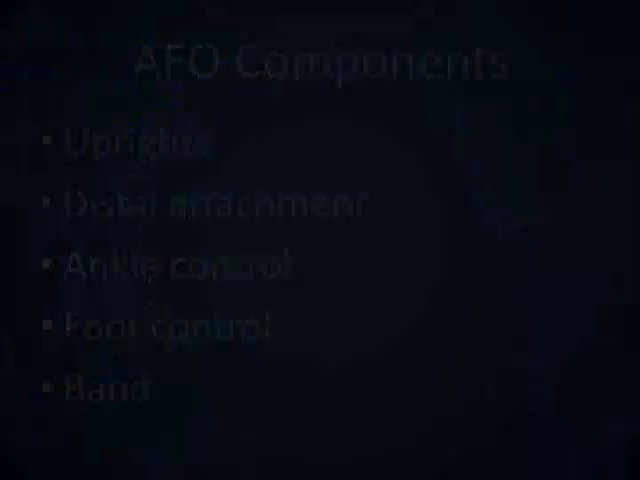 AFO Components
• Uprights
• Distal attachment
• Ankle control
• Foot control
• Band